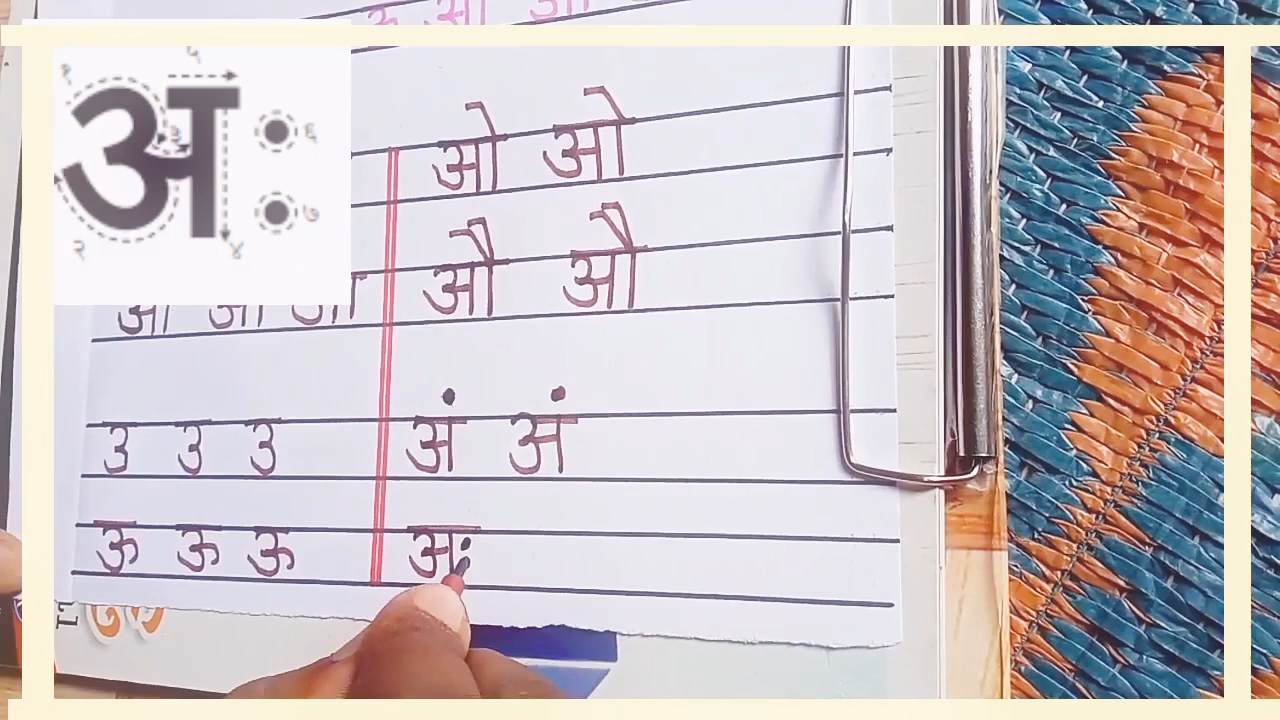 अः
ओ ओ
औ औ
उ उ उ अं अं
ऊ ऊ ऊ अः